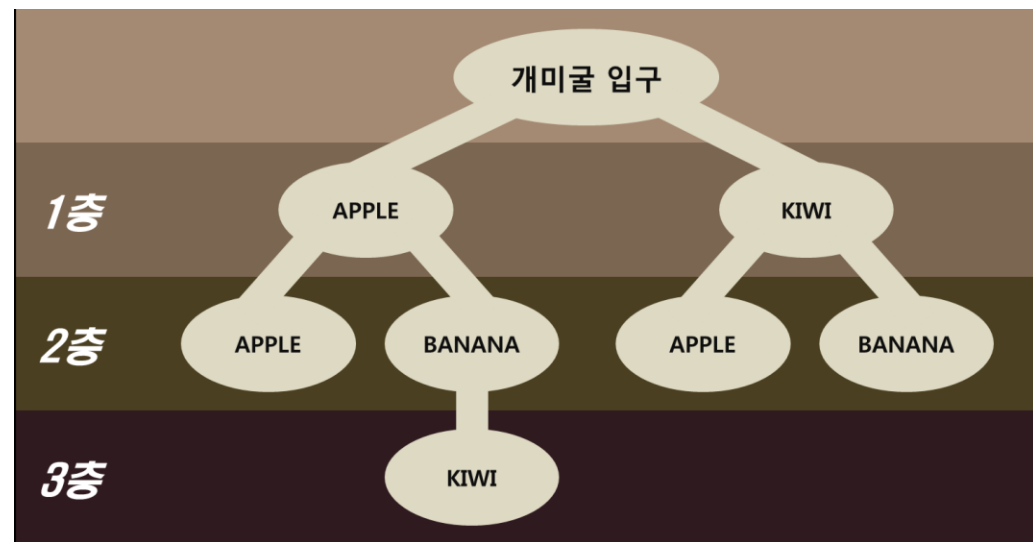 개미굴 입구
1층
APPLE
KIWI
2층
APPLE
BANANA
APPLE
BANANA
3층
KIWI